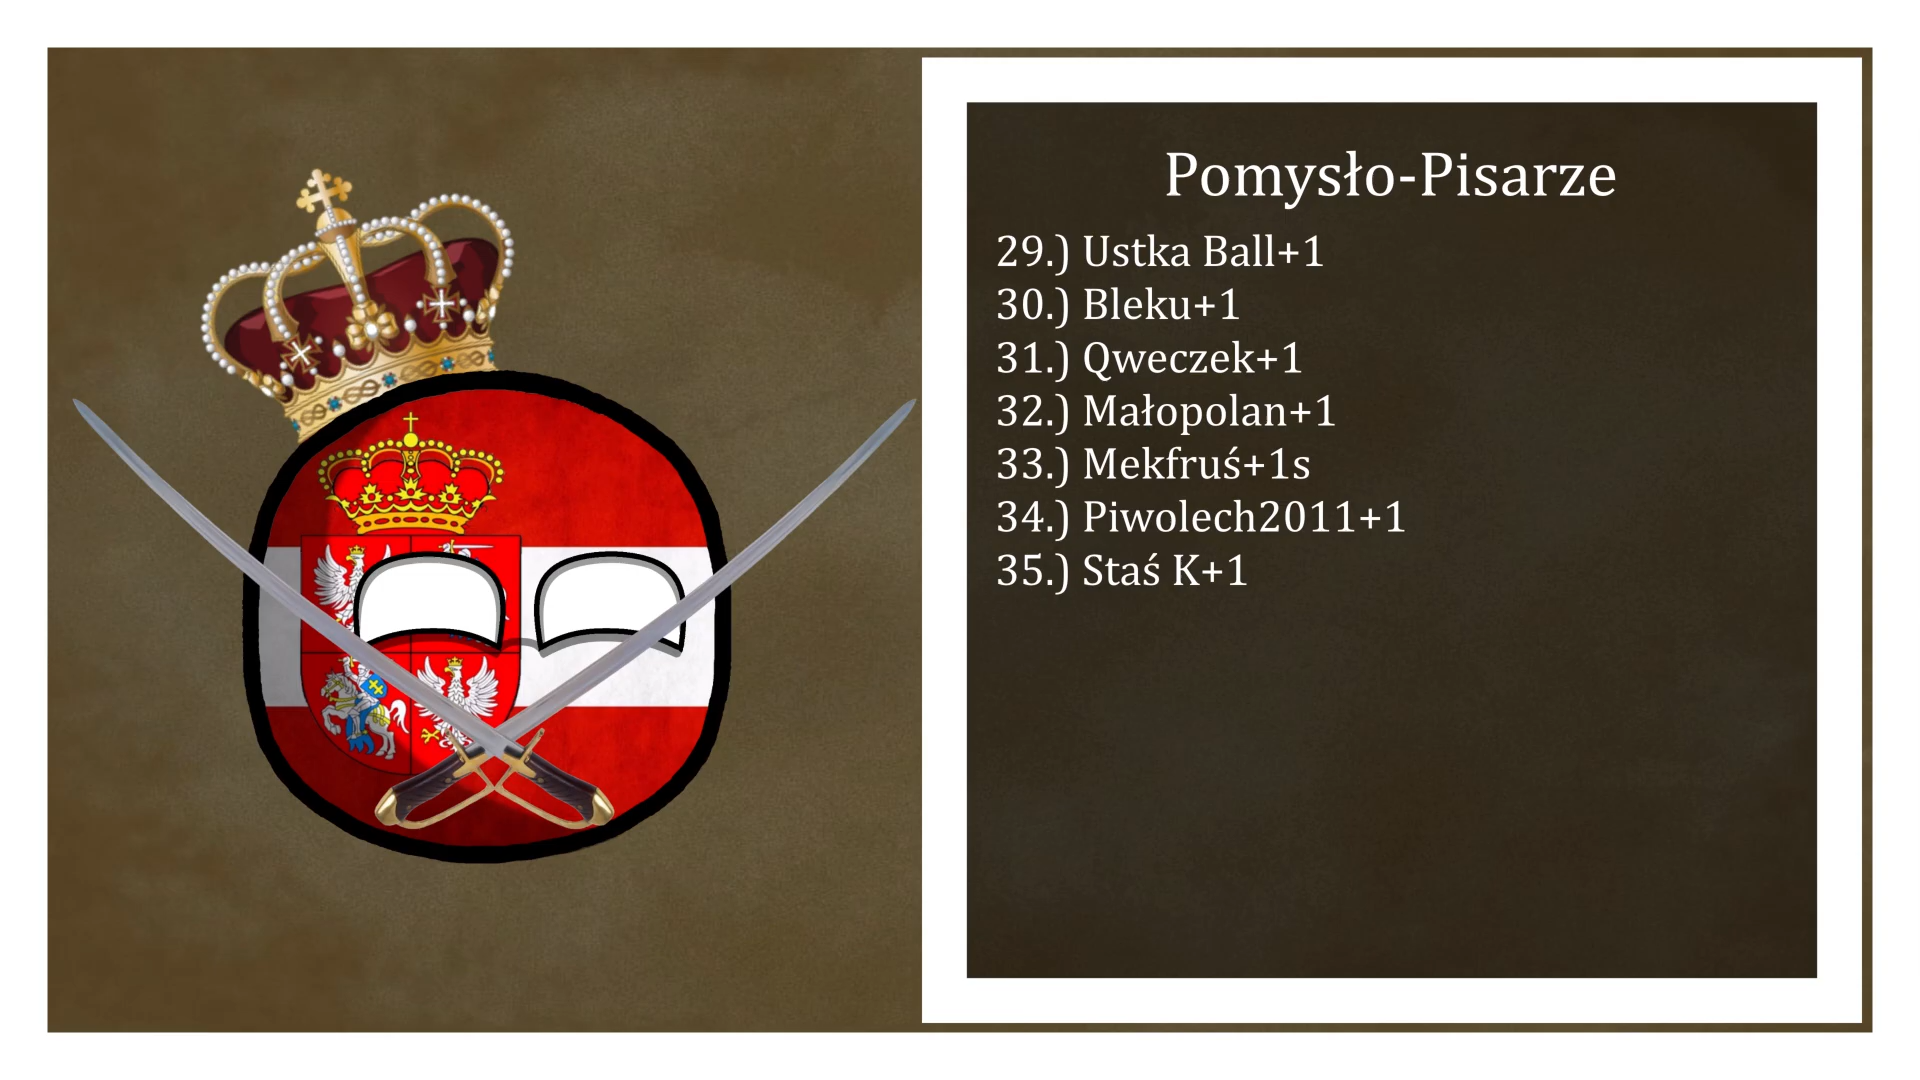 Pomysło-Pisarze
29.) Ustka Ball+1
30.) Bleku+1
31.) Qweczek+1
32.) Małopolan+1
33.) Mekfruś+1s
34.) Piwolech2011+1
35.) Staś K+1